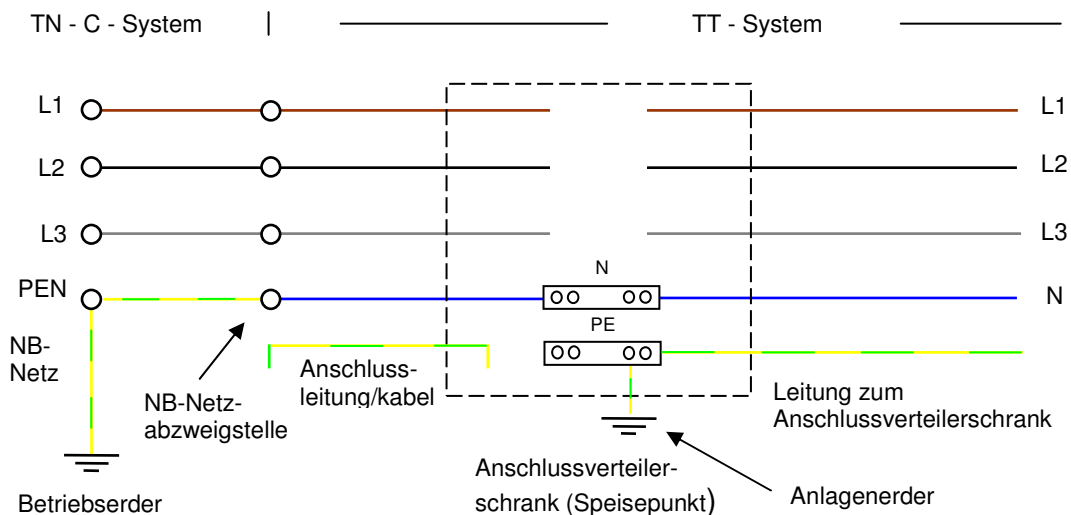 TN - C - System
TT - System
L1
L1
L2
L2
L3
L3
PEN
N
N
PE
NB-
Netz
NB-Netz-
abzweigstelle
Anschluss-
leitung/kabel
Leitung zum
Anschlussverteilerschrank
Betriebserder
Anschlussverteiler-
schrank (Speisepunkt)
Anlagenerder